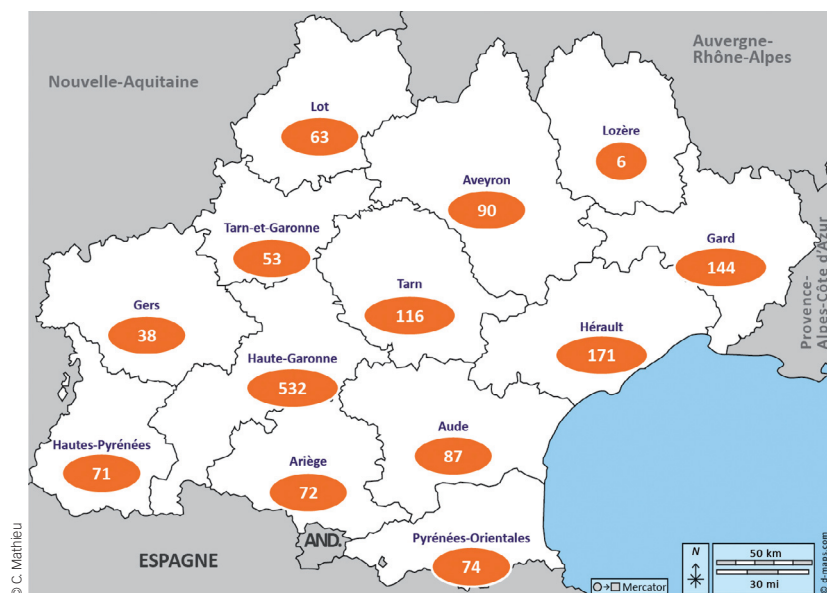 Nouvelle-Aquitaine
Auvergne-
Rhône-Alpes
Lot
63
Lozère
6
Aveyron
90
Tarn-et-Garonne
53
Gard
144
Provence-
Alpes-Côte d'Azur
Tarn
116
Gers
38
Hérault
171
Haute-Garonne
532
Aude
87
Hautes-Pyrénées
71
Ariège
72
Pyrénées-Orientales
74
AND.
ESPAGNE
N
50 km
30 mi
Mercator
© d-maps.com
© C. Mathieu